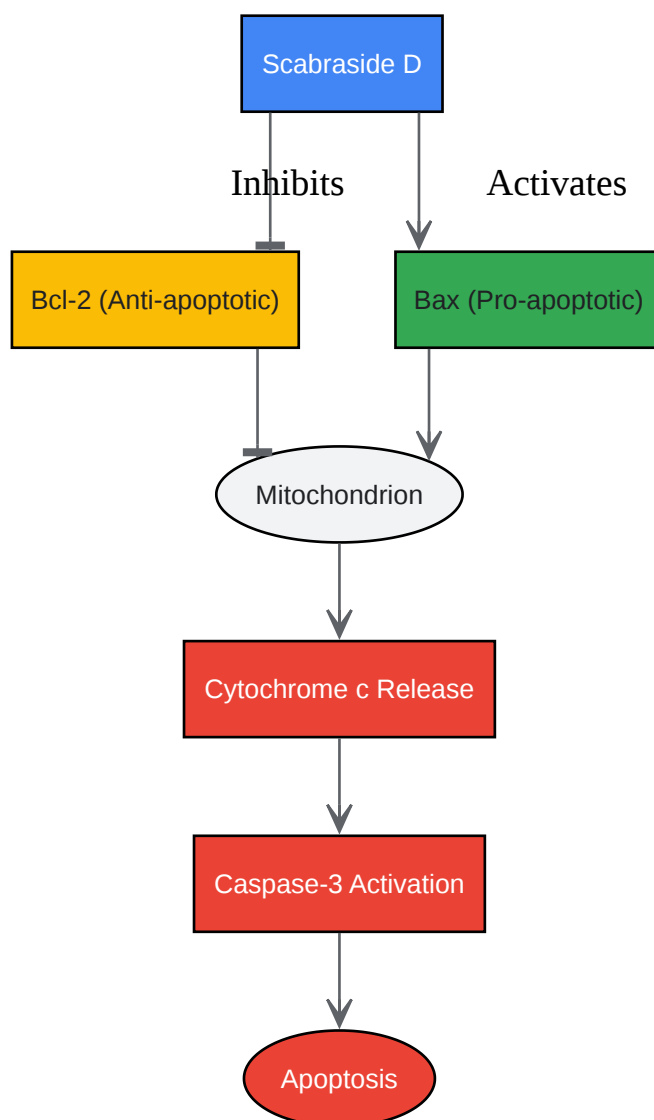 Scabraside D
Inhibits
Activates
Bcl-2 (Anti-apoptotic)
Bax (Pro-apoptotic)
Mitochondrion
Cytochrome c Release
Caspase-3 Activation
Apoptosis